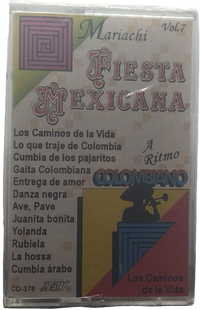 Mariachi
Vol.7
FIESTA
MEXICANA
Los Caminos de la Vida
Lo que traje de Colombia
Cumbia de los pajaritos
Gaita Colombiana
Entrega de amor
Danza negra
Ave, Pave
Juanita bonita
Yolanda
Rubiela
La hossa
Cumbia árabe
A
Ritmo
COLOMBIANO
CD-378
Los Caminos
de la Vida